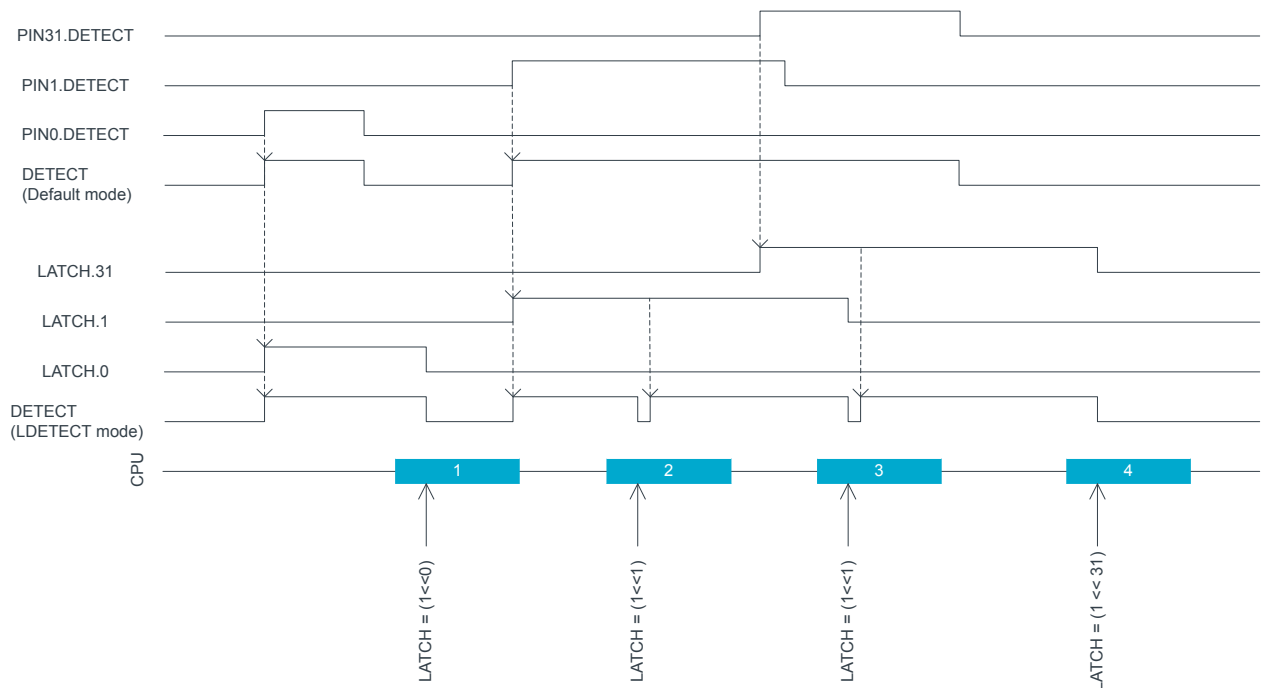 PIN31.DETECT
PIN1.DETECT
PIN0.DETECT
DETECT
(Default mode)
LATCH.31
LATCH.1
LATCH.0
DETECT
(LDETECT mode)
CPU
1
2
3
4
LATCH = (1<<0)
LATCH = (1<<1)
LATCH = (1<<1)
LATCH = (1 << 31)